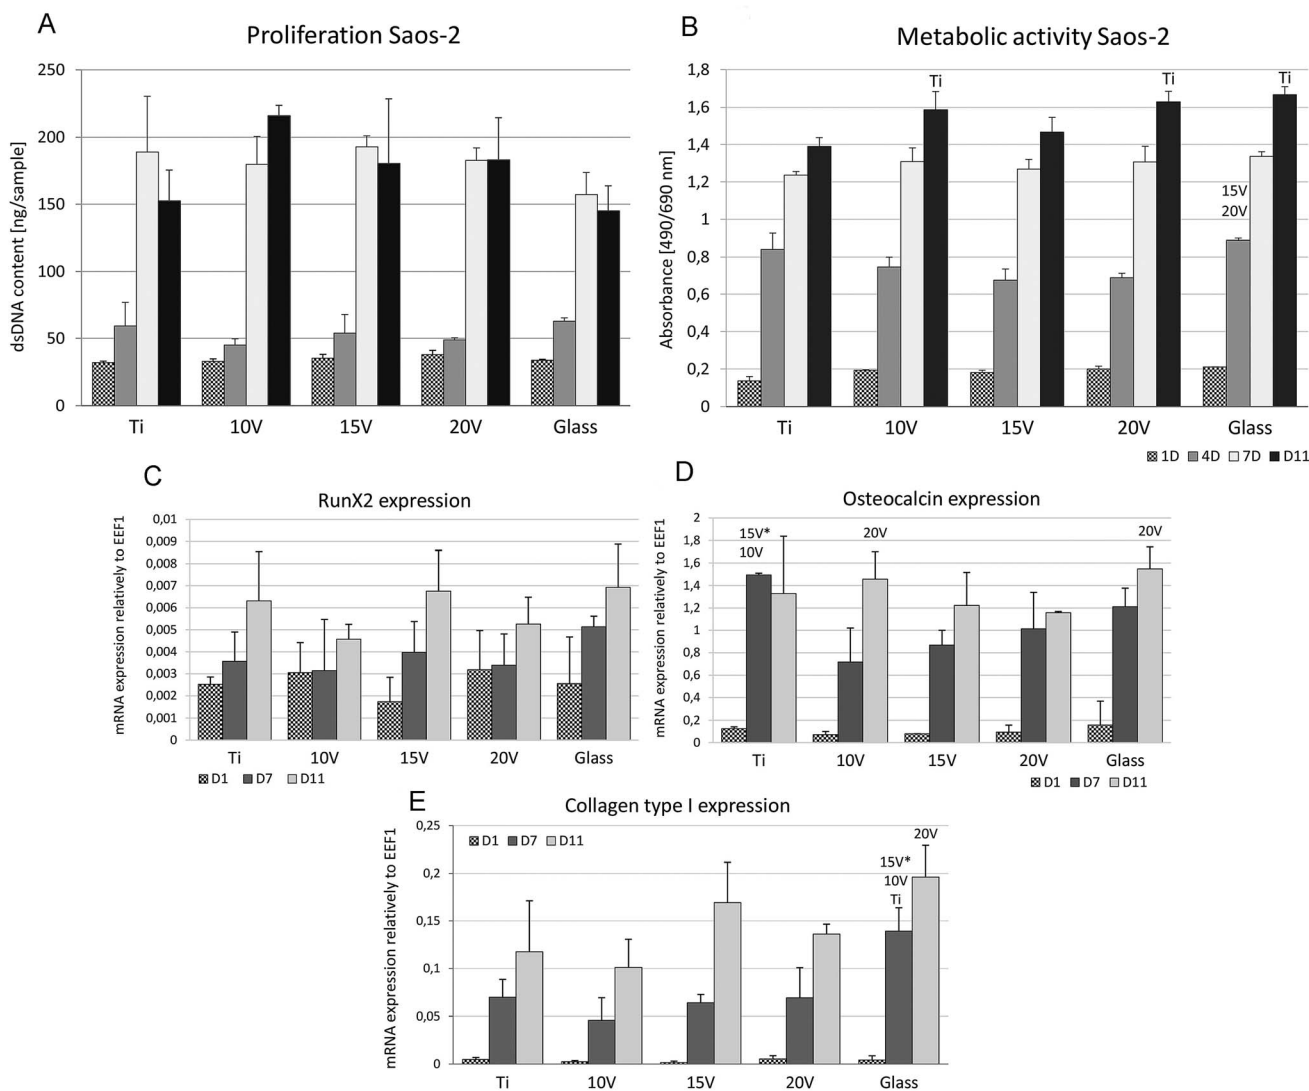 A
Proliferation Saos-2
dsDNA content [ng/sample]
250
200
150
100
50
0
Ti 10V 15V 20V Glass
B
Metabolic activity Saos-2
Absorbance [490/690 nm]
1,8
1,6
1,4
1,2
1
0,8
0,6
0,4
0,2
0
Ti
Ti
Ti
15V
20V
Ti 10V 15V 20V Glass
1D 4D 7D D11
C
RunX2 expression
mRNA expression relatively to EEF1
0,01
0,009
0,008
0,007
0,006
0,005
0,004
0,003
0,002
0,001
0
Ti 10V 15V 20V Glass
D1 D7 D11
D
Osteocalcin expression
mRNA expression relatively to EEF1
2
1,8
1,6
1,4
1,2
1
0,8
0,6
0,4
0,2
0
15V*
10V
20V
20V
Ti 10V 15V 20V Glass
D1 D7 D11
E
Collagen type I expression
mRNA expression relatively to EEF1
0,25
0,2
0,15
0,1
0,05
0
D1 D7 D11
20V
15V*
10V
Ti
Ti 10V 15V 20V Glass